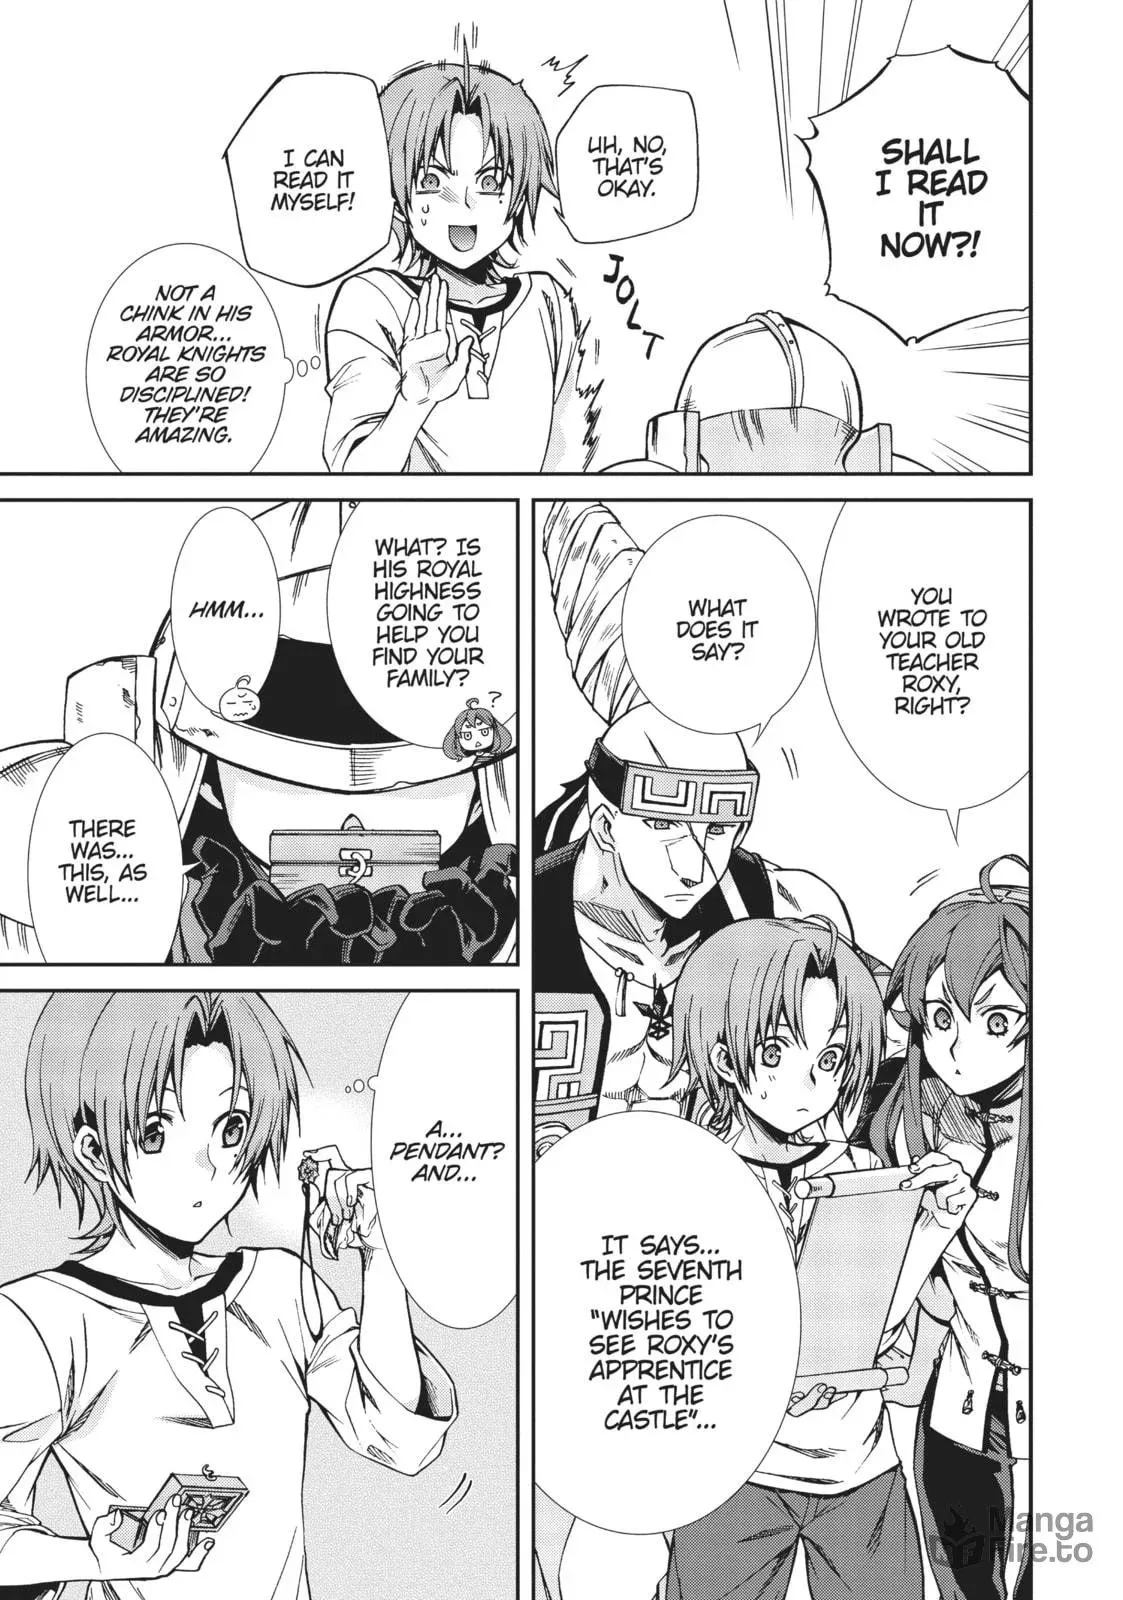 SHALL
I READ
IT
NOW?!
UH, NO,
THAT'S
OKAY.
I CAN
READ IT
MYSELF!
JOLT
NOT A
CHINK IN HIS
ARMOR...
ROYAL KNIGHTS
ARE SO
DISCIPLINED!
THEY'RE
AMAZING.
YOU
WROTE TO
YOUR OLD
TEACHER
ROXY,
RIGHT?
WHAT
DOES IT
SAY?
IT SAYS...
THE SEVENTH
PRINCE
"WISHES TO
SEE ROXY'S
APPRENTICE
AT THE
CASTLE"...
WHAT? IS
HIS ROYAL
HIGHNESS
GOING TO
HELP YOU
FIND YOUR
FAMILY?
?
HMM...
THERE
WAS...
THIS, AS
WELL...
A...
PENDANT?
AND...
Manga
Fire.to